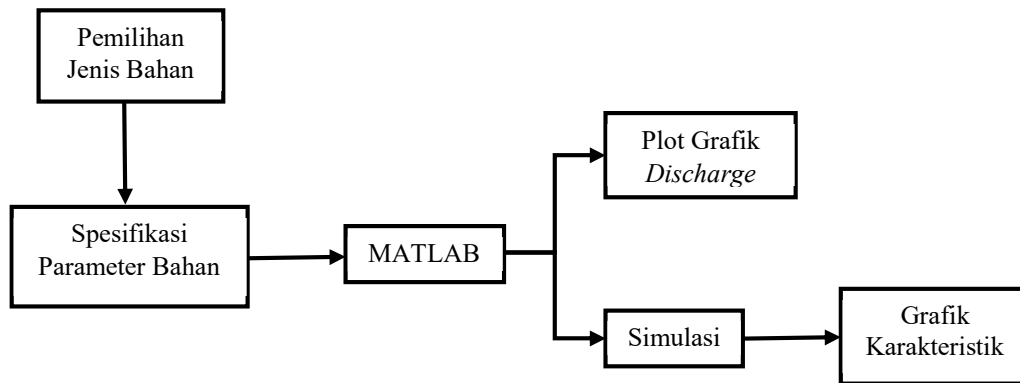 Pemilihan
Jenis Bahan
Spesifikasi
Parameter Bahan
MATLAB
Plot Grafik
Discharge
Simulasi
Grafik
Karakteristik